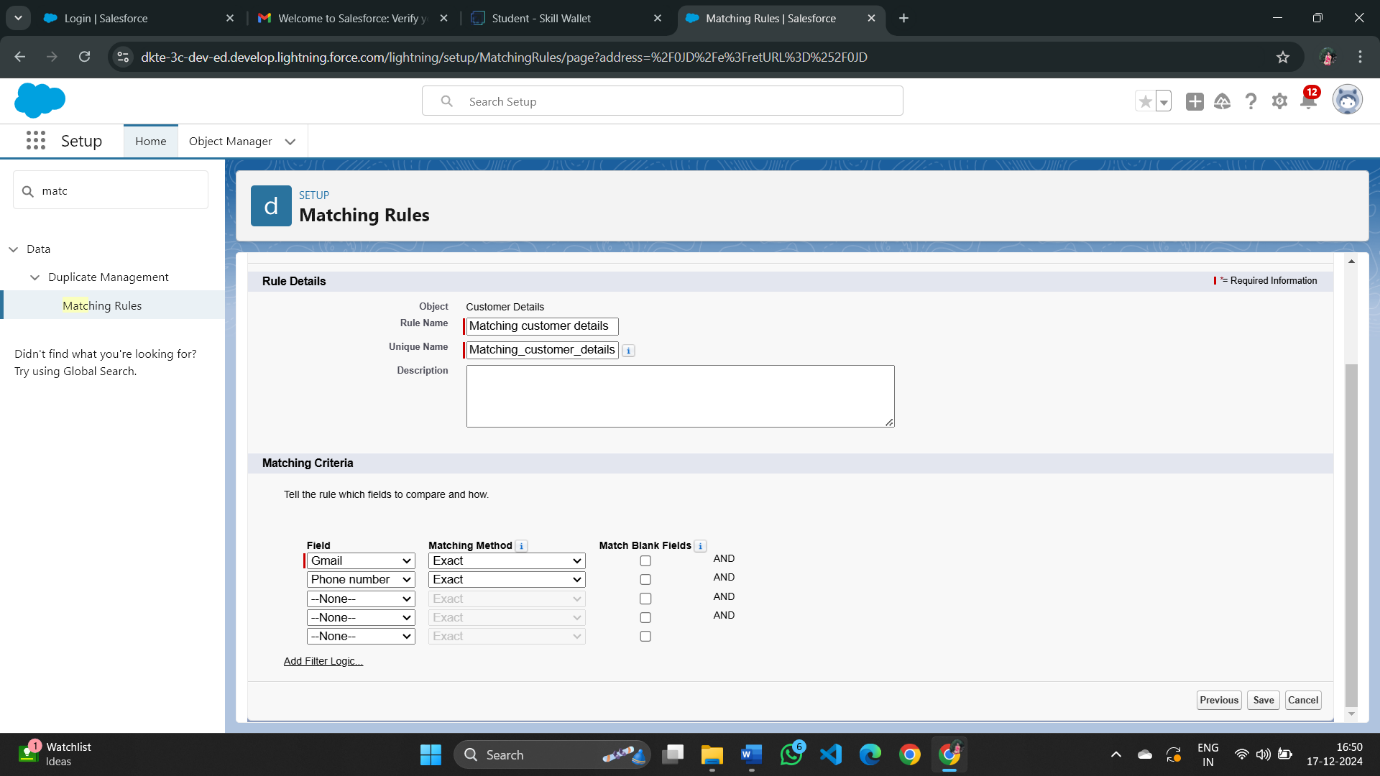 Login | Salesforce
Welcome to Salesforce: Verify y
Student - Skill Wallet
Matching Rules | Salesforce
dkte-3c-dev-ed.develop.lightning.force.com/lightning/setup/MatchingRules/page?address=%2F0JD%2Fe%3FretURL%3D%252F0JD
Search Setup
12
Setup
Home
Object Manager
matc
Data
Duplicate Management
Matching Rules
Didn't find what you're looking for?
Try using Global Search.
d
SETUP
Matching Rules
Rule Details
*= Required Information
Object Customer Details
Rule Name Matching customer details
Unique Name Matching_customer_details i
Description
Matching Criteria
Tell the rule which fields to compare and how.
Field Matching Method i Match Blank Fields i
Gmail Exact AND
Phone number Exact AND
--None-- Exact AND
--None-- Exact AND
--None-- Exact
Add Filter Logic...
Previous Save Cancel
1
Watchlist
Ideas
Search
W
6
ENG
IN
16:50
17-12-2024